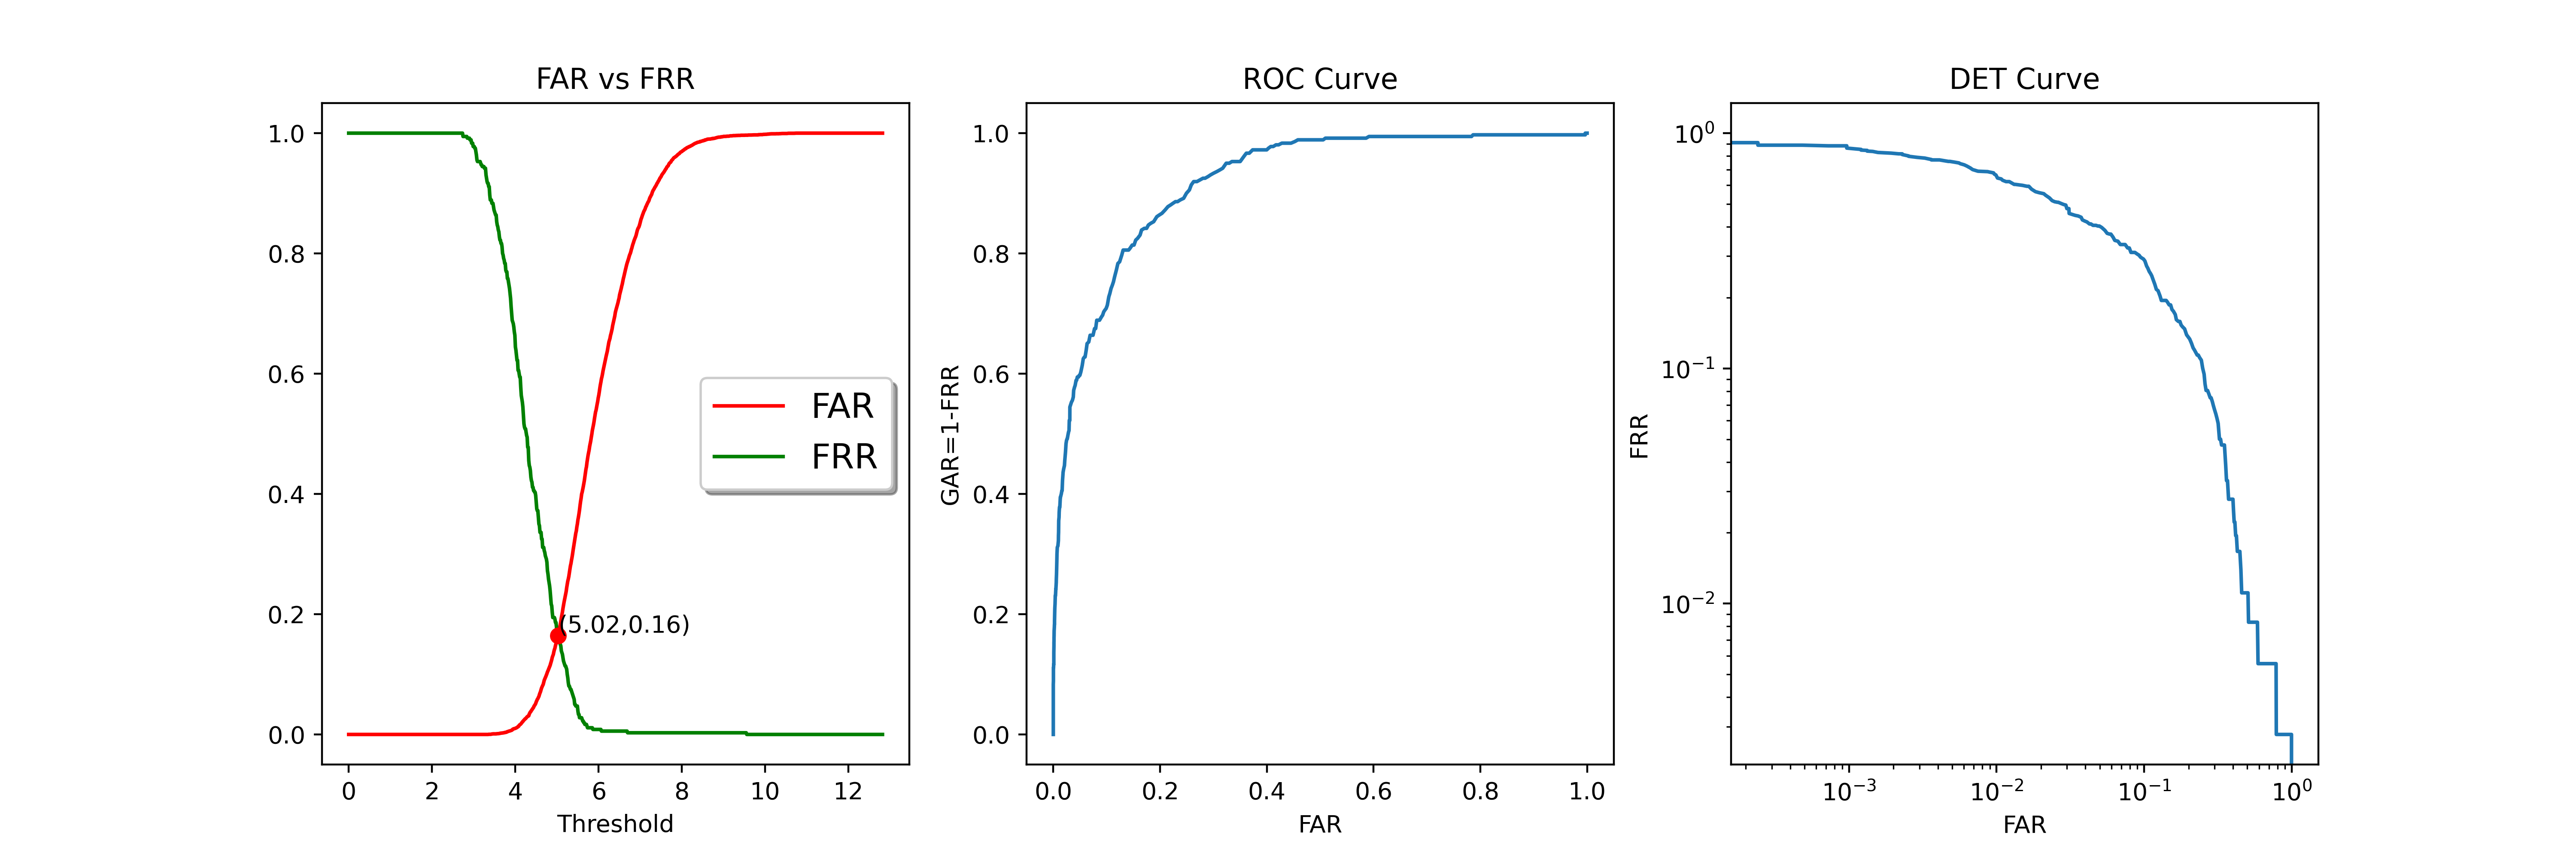 FAR vs FRR
1.0
0.8
0.6
0.4
0.2
0.0
0 2 4 6 8 10 12
Threshold
(5.02,0.16)
FAR
FRR
ROC Curve
GAR=1-FRR
1.0
0.8
0.6
0.4
0.2
0.0
0.0 0.2 0.4 0.6 0.8 1.0
FAR
DET Curve
FRR
10⁰
10⁻¹
10⁻²
10⁻³ 10⁻² 10⁻¹ 10⁰
FAR